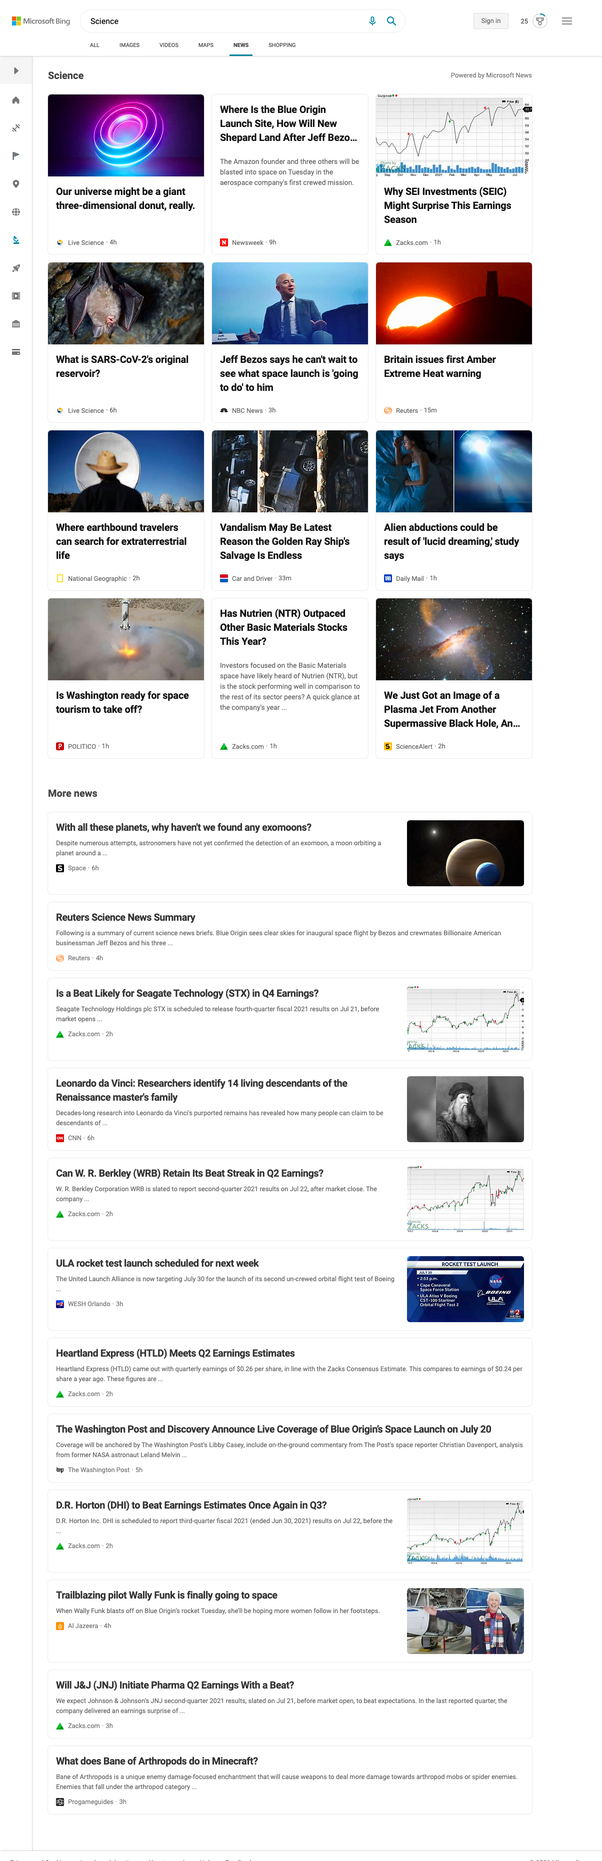 Microsoft Bing
Science
Sign in
25
ALL
IMAGES
VIDEOS
MAPS
NEWS
SHOPPING
Science
Powered by Microsoft News
Our universe might be a giant
three-dimensional donut, really.
Live Science · 4h
Where Is the Blue Origin
Launch Site, How Will New
Shepard Land After Jeff Bezo...
The Amazon founder and three others will be
blasted into space on Tuesday in the
aerospace company's first crewed mission.
Newsweek · 9h
Why SEI Investments (SEIC)
Might Surprise This Earnings
Season
Zacks.com · 1h
What is SARS-CoV-2's original
reservoir?
Live Science · 6h
Jeff Bezos says he can't wait to
see what space launch is 'going
to do' to him
NBC News · 3h
Britain issues first Amber
Extreme Heat warning
Reuters · 15m
Where earthbound travelers
can search for extraterrestrial
life
National Geographic · 2h
Vandalism May Be Latest
Reason the Golden Ray Ship's
Salvage Is Endless
Car and Driver · 33m
Alien abductions could be
result of 'lucid dreaming,' study
says
Daily Mail · 1h
Is Washington ready for space
tourism to take off?
POLITICO · 1h
Has Nutrien (NTR) Outpaced
Other Basic Materials Stocks
This Year?
Investors focused on the Basic Materials
space have likely heard of Nutrien (NTR), but
is the stock performing well in comparison to
the rest of its sector peers? A quick glance at
the company's year ...
Zacks.com · 1h
We Just Got an Image of a
Plasma Jet From Another
Supermassive Black Hole, An...
ScienceAlert · 2h
More news
With all these planets, why haven't we found any exomoons?
Despite numerous attempts, astronomers have not yet confirmed the detection of an exomoon, a moon orbiting a
planet around a ...
Space · 6h
Reuters Science News Summary
Following is a summary of current science news briefs. Blue Origin sees clear skies for inaugural space flight by Bezos and crewmates Billionaire American
businessman Jeff Bezos and his three ...
Reuters · 4h
Is a Beat Likely for Seagate Technology (STX) in Q4 Earnings?
Seagate Technology Holdings plc STX is scheduled to release fourth-quarter fiscal 2021 results on Jul 21, before
market opens ...
Zacks.com · 2h
Leonardo da Vinci: Researchers identify 14 living descendants of the
Renaissance master's family
Decades-long research into Leonardo da Vinci's purported remains has revealed how many people can claim to be
descendants of ...
CNN · 6h
Can W. R. Berkley (WRB) Retain Its Beat Streak in Q2 Earnings?
W. R. Berkley Corporation WRB is slated to report second-quarter 2021 results on Jul 22, after market close. The
company ...
Zacks.com · 2h
ZACKS
ULA rocket test launch scheduled for next week
The United Launch Alliance is now targeting July 30 for the launch of its second un-crewed orbital flight test of Boeing
...
WESH Orlando · 3h
ROCKET TEST LAUNCH
JULY 30
• 2:53 p.m.
• Cape Canaveral
Space Force Station
• ULA Atlas V Boeing
CST-100 Starliner
Orbital Flight Test 2
NASA
BOEING
ULA
Heartland Express (HTLD) Meets Q2 Earnings Estimates
Heartland Express (HTLD) came out with quarterly earnings of $0.26 per share, in line with the Zacks Consensus Estimate. This compares to earnings of $0.24 per
share a year ago. These figures are ...
Zacks.com · 2h
The Washington Post and Discovery Announce Live Coverage of Blue Origin's Space Launch on July 20
Coverage will be anchored by The Washington Post's Libby Casey, include on-the-ground commentary from The Post's space reporter Christian Davenport, analysis
from former NASA astronaut Leland Melvin ...
The Washington Post · 5h
D.R. Horton (DHI) to Beat Earnings Estimates Once Again in Q3?
D.R. Horton Inc. DHI is scheduled to report third-quarter fiscal 2021 (ended Jun 30, 2021) results on Jul 22, before the
...
Zacks.com · 2h
Trailblazing pilot Wally Funk is finally going to space
When Wally Funk blasts off on Blue Origin's rocket Tuesday, she'll be hoping more women follow in her footsteps.
Al Jazeera · 4h
Will J&J (JNJ) Initiate Pharma Q2 Earnings With a Beat?
We expect Johnson & Johnson's JNJ second-quarter 2021 results, slated on Jul 21, before market open, to beat expectations. In the last reported quarter, the
company delivered an earnings surprise of ...
Zacks.com · 3h
What does Bane of Arthropods do in Minecraft?
Bane of Arthropods is a unique enemy damage-focused enchantment that will cause weapons to deal more damage towards arthropod mobs or spider enemies.
Enemies that fall under the arthropod category ...
Progameguides · 3h